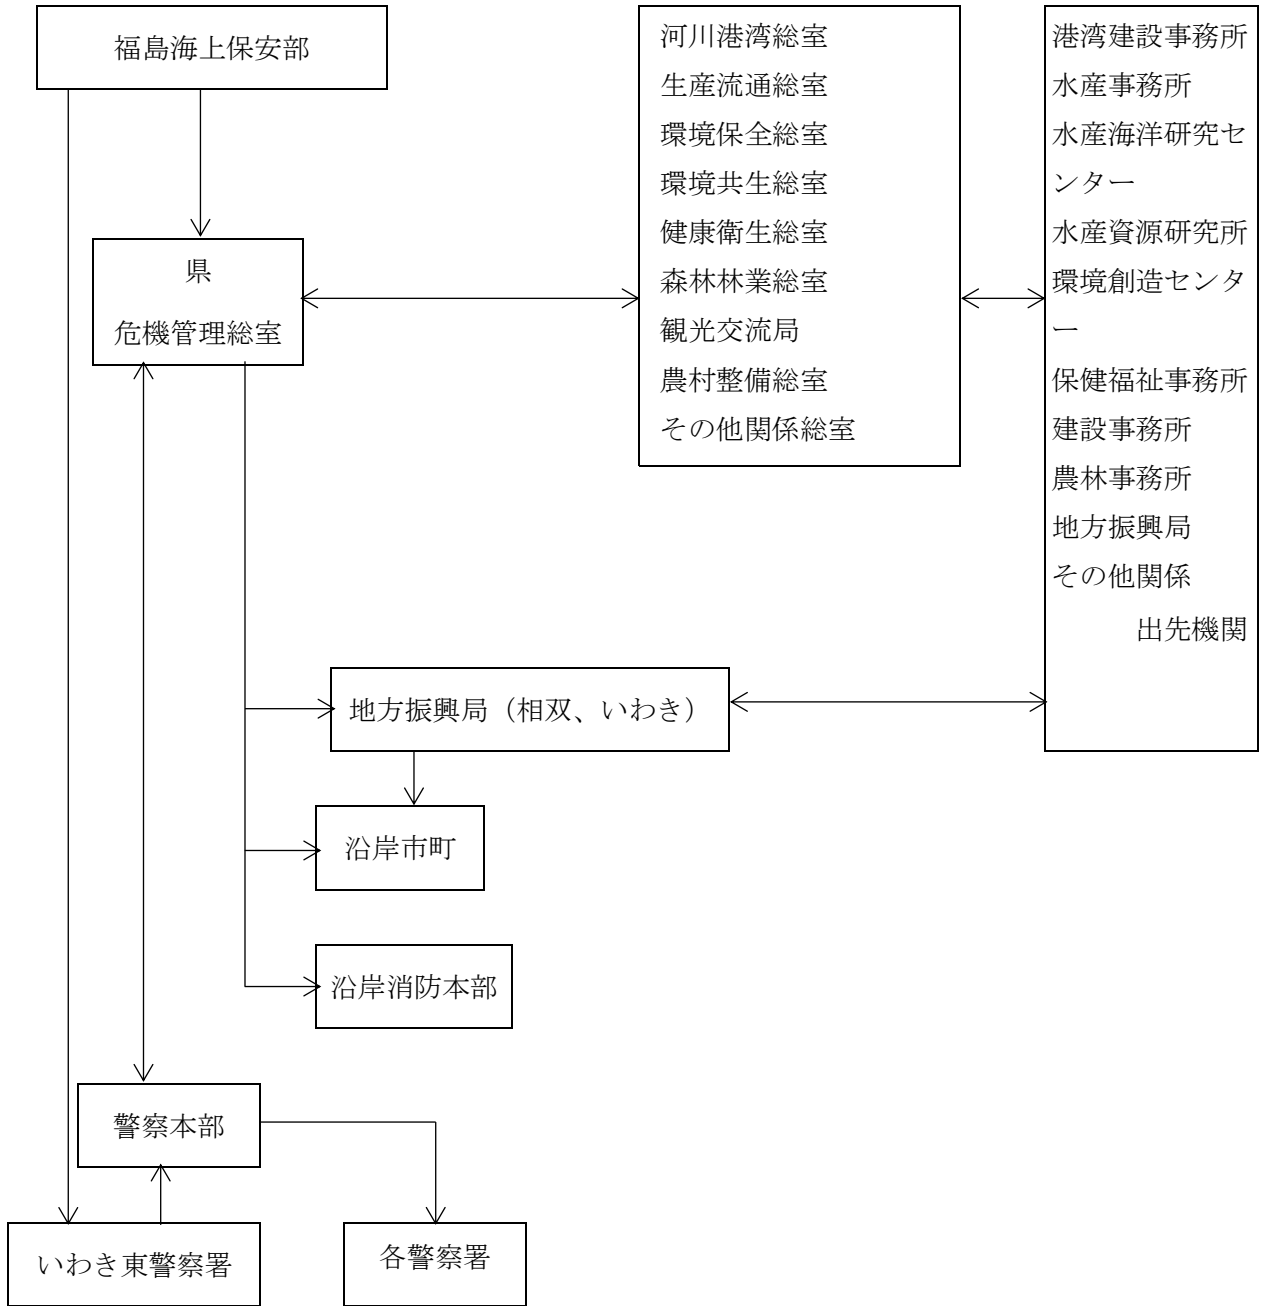 福島海上保安部
県
危機管理総室
河川港湾総室
生産流通総室
環境保全総室
環境共生総室
健康衛生総室
森林林業総室
観光交流局
農村整備総室
その他関係総室
港湾建設事務所
水産事務所
水産海洋研究セ
ンター
水産資源研究所
環境創造センタ
ー
保健福祉事務所
建設事務所
農林事務所
地方振興局
その他関係
出先機関
地方振興局（相双、いわき）
沿岸市町
沿岸消防本部
警察本部
いわき東警察署
各警察署